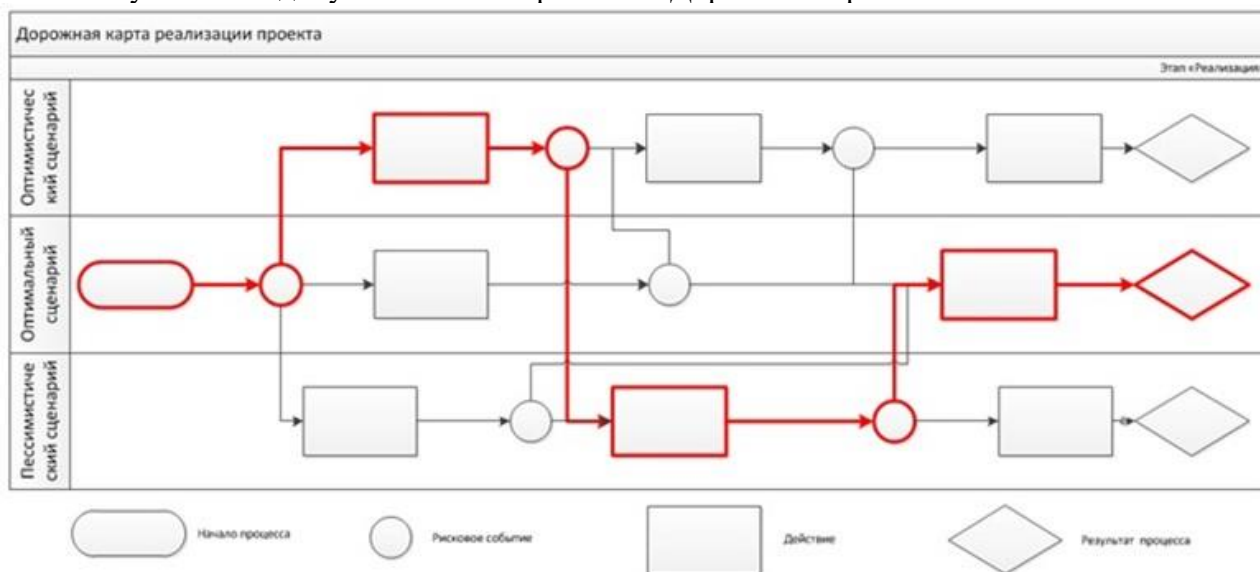 Дорожная карта реализации проекта
Этап «Реализация
Оптимистичес
кий сценарий
Оптимальный
сценарий
Пессимистиче
ский сценарий
Начало процесса
Рисковое событие
Действие
Результат процесса